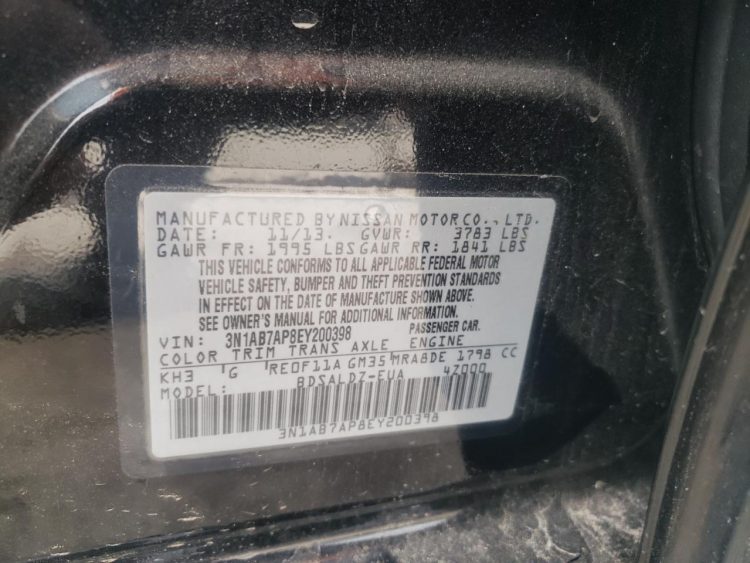 MANUFACTURED BY NISSAN MOTOR CO., LTD.
DATE: 11/13. GVWR: 3783 LBS
GAWR FR: 1995 LBS GAWR RR: 1841 LBS
THIS VEHICLE CONFORMS TO ALL APPLICABLE FEDERAL MOTOR
VEHICLE SAFETY, BUMPER AND THEFT PREVENTION STANDARDS
IN EFFECT ON THE DATE OF MANUFACTURE SHOWN ABOVE.
SEE OWNER'S MANUAL FOR ADDITIONAL INFORMATION.
VIN: 3N1AB7AP8EY200398 PASSENGER CAR.
COLOR TRIM TRANS AXLE ENGINE
KH3 'G 'RE0F11A GM35 MRA8DE 1798 CC
MODEL: BDSALDZ-EUA 4Z000
3N1AB7AP8EY200398